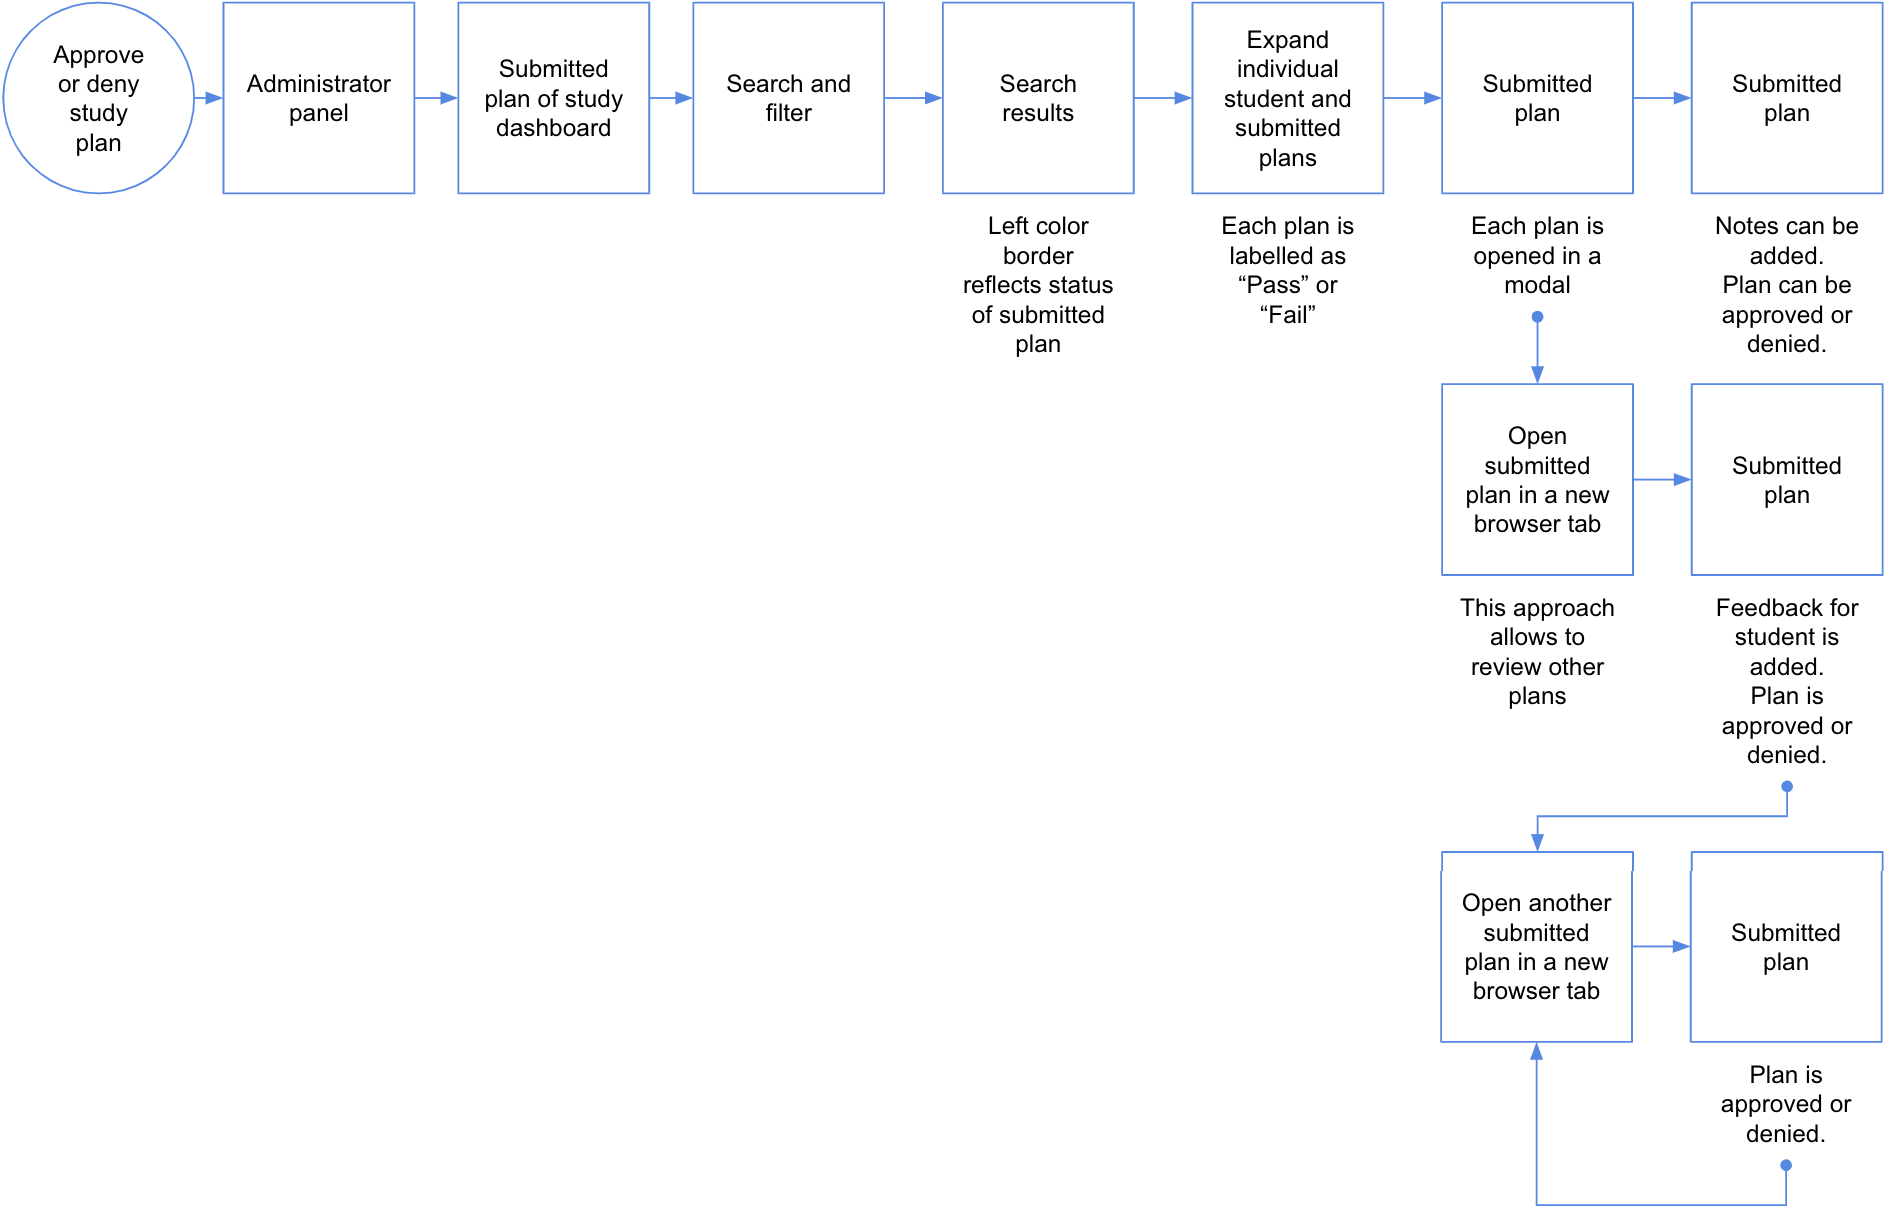 Approve
or deny
study
plan
Administrator
panel
Submitted
plan of study
dashboard
Search and
filter
Search
results
Expand
individual
student and
submitted
plans
Submitted
plan
Submitted
plan
Left color
border
reflects status
of submitted
plan
Each plan is
labelled as
“Pass” or
“Fail”
Each plan is
opened in a
modal
Notes can be
added.
Plan can be
approved or
denied.
Open
submitted
plan in a new
browser tab
Submitted
plan
This approach
allows to
review other
plans
Feedback for
student is
added.
Plan is
approved or
denied.
Open another
submitted
plan in a new
browser tab
Submitted
plan
Plan is
approved or
denied.